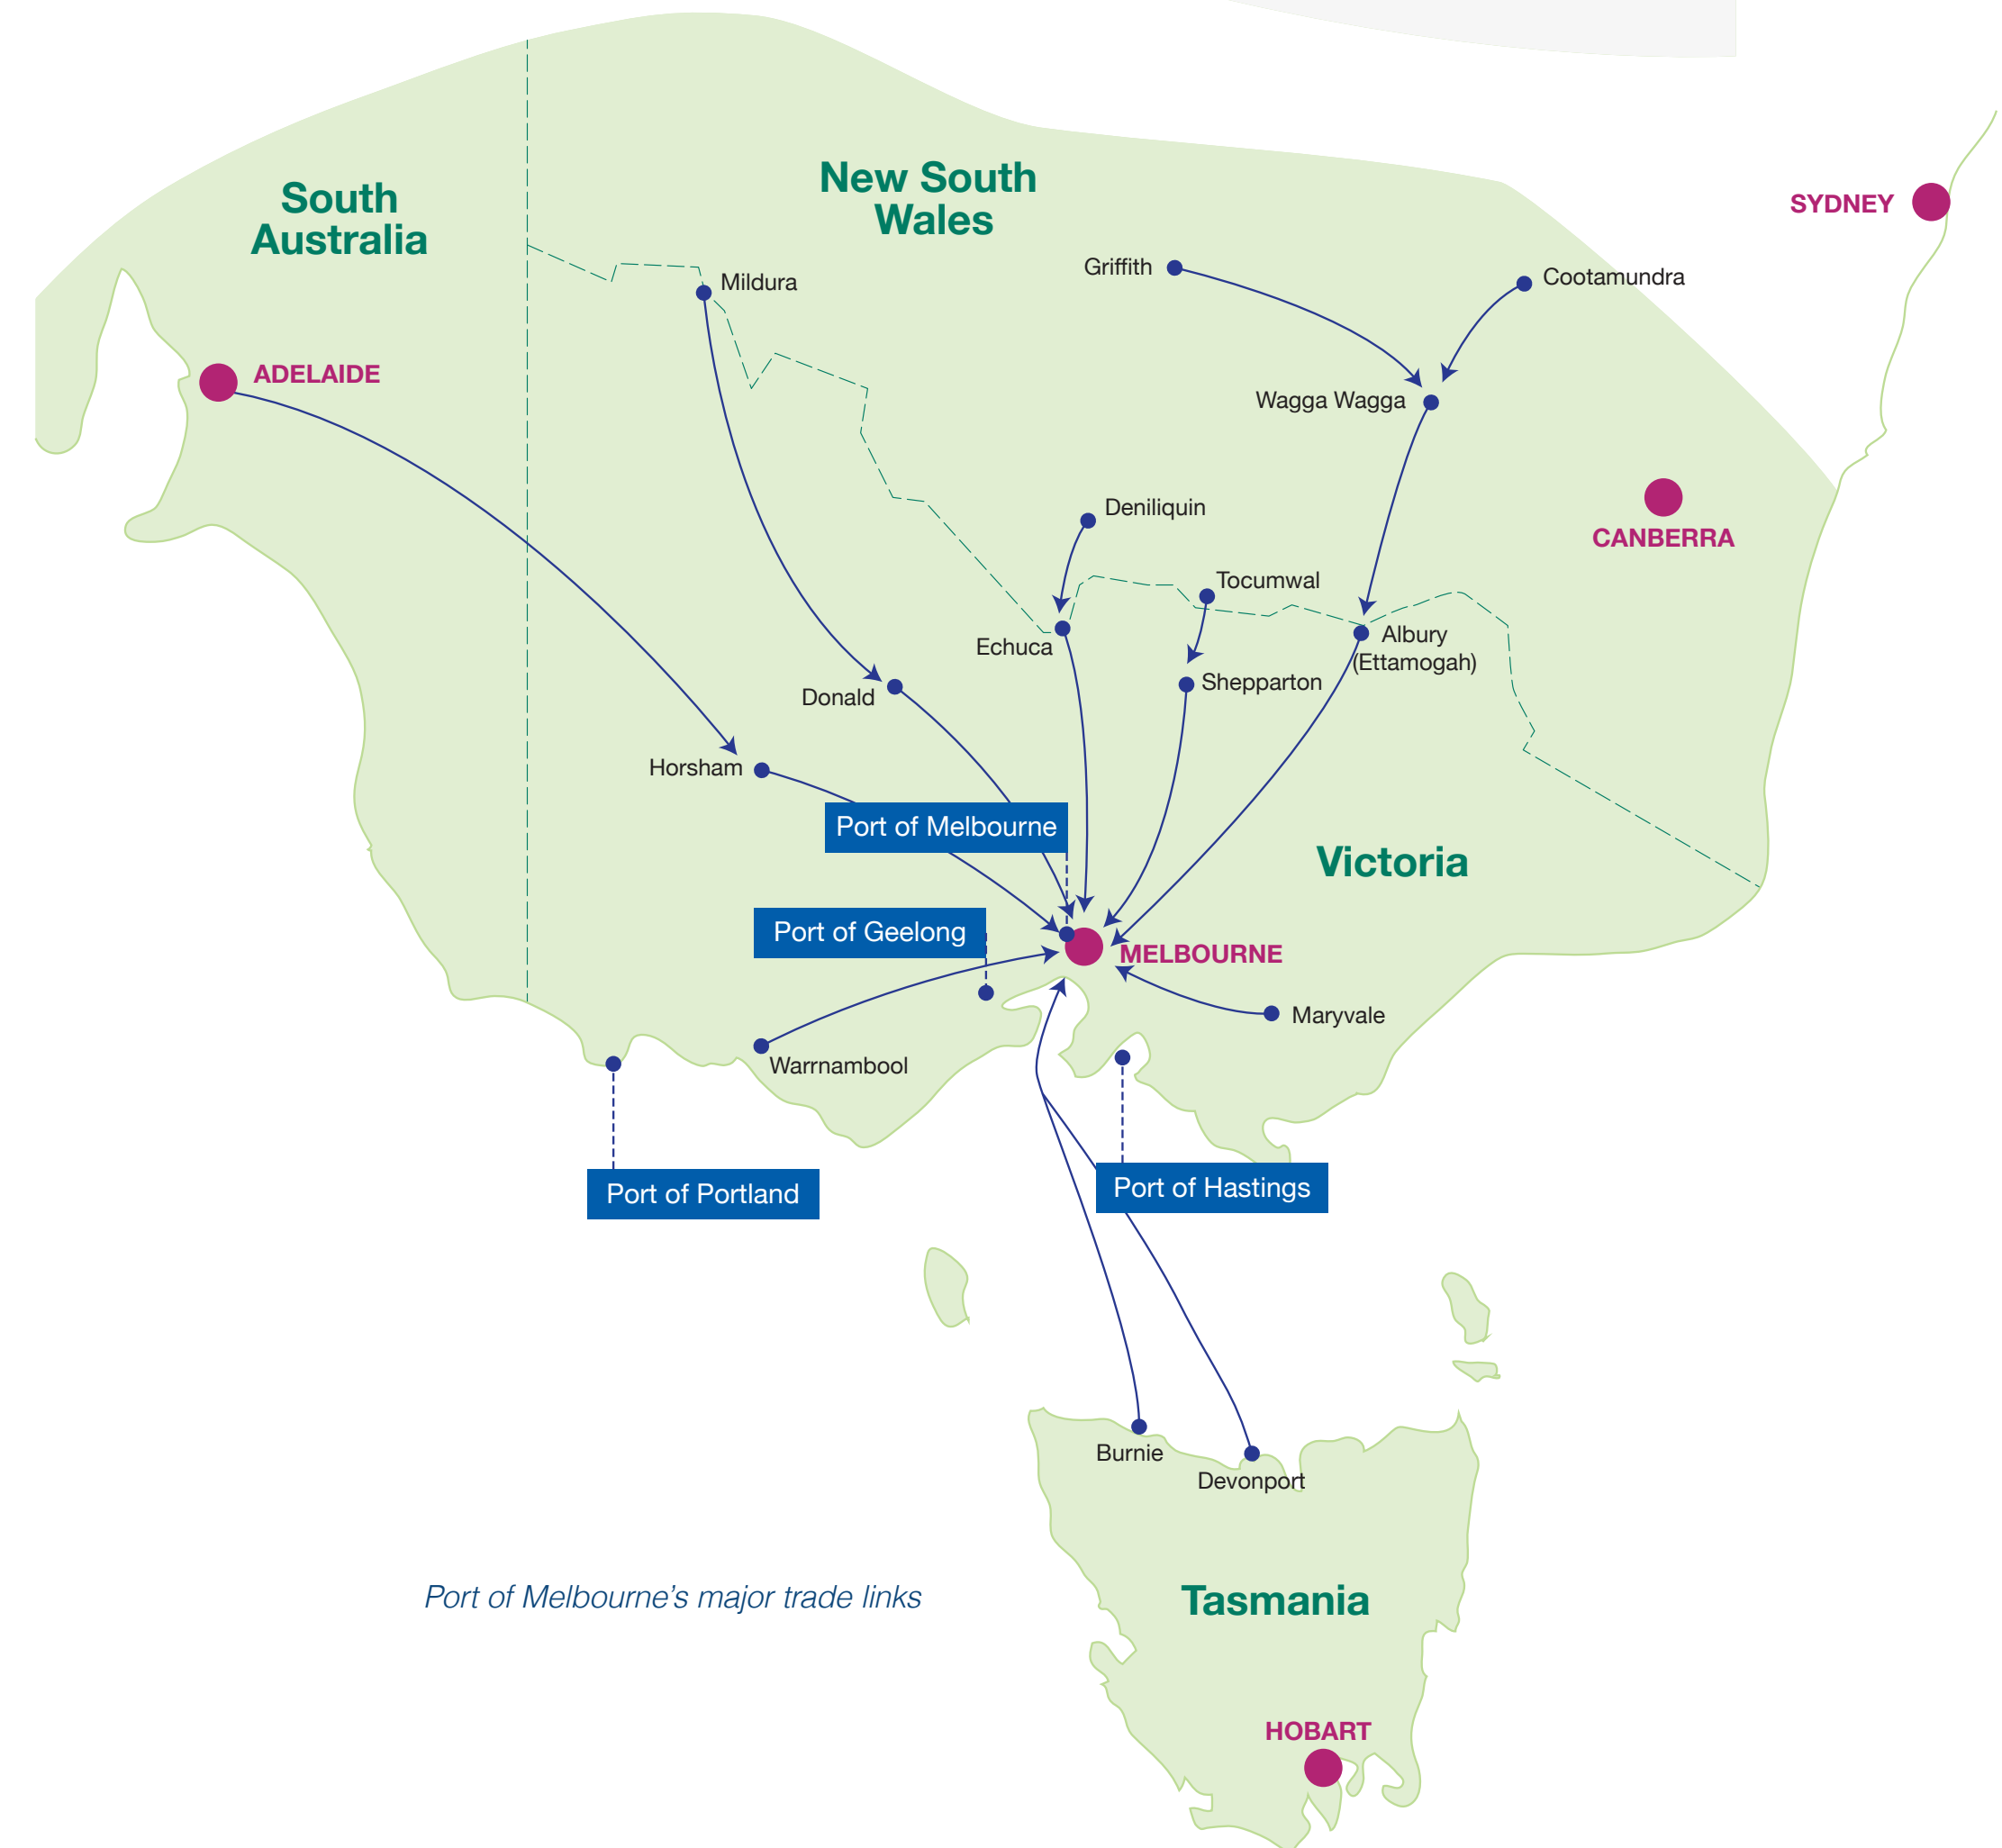 South
Australia
New South
Wales
SYDNEY
Griffith
Cootamundra
Mildura
ADELAIDE
Wagga Wagga
Deniliquin
CANBERRA
Tocumwal
Echuca
Albury
(Ettamogah)
Shepparton
Donald
Horsham
Port of Melbourne
Victoria
Port of Geelong
MELBOURNE
Maryvale
Warrnambool
Port of Portland
Port of Hastings
Burnie
Devonport
Port of Melbourne's major trade links
Tasmania
HOBART